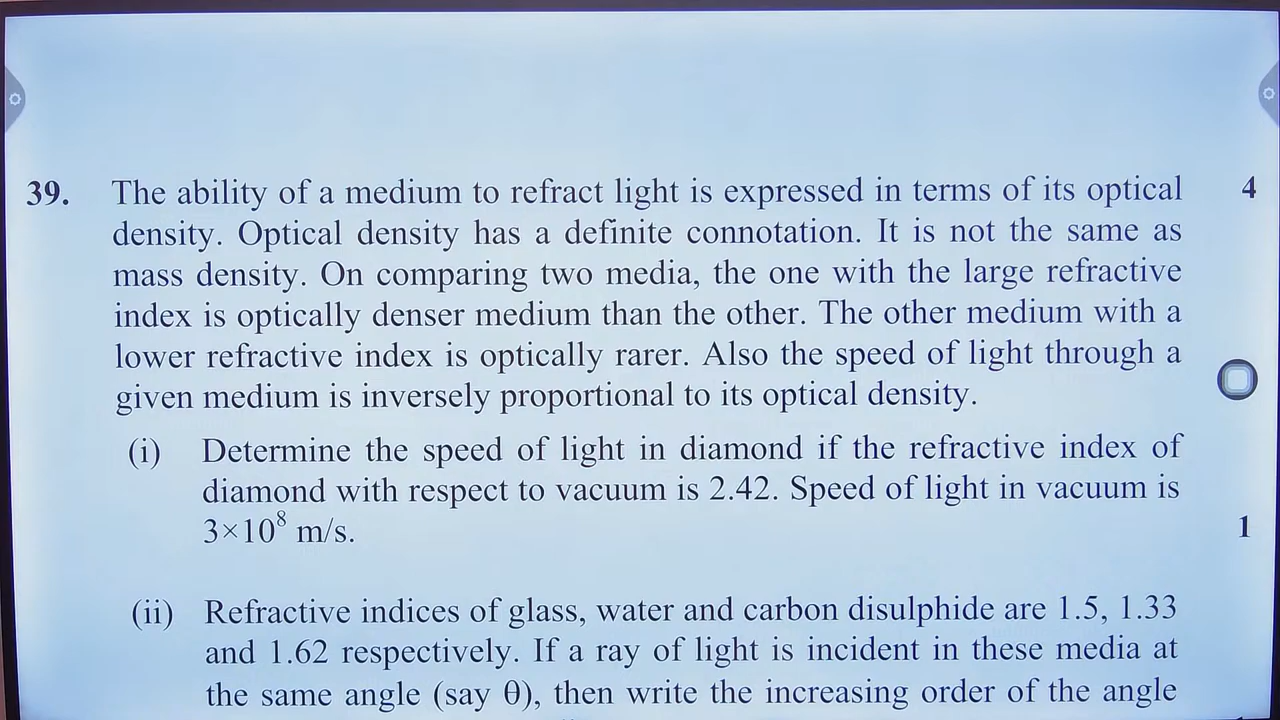 39. The ability of a medium to refract light is expressed in terms of its optical 4
density. Optical density has a definite connotation. It is not the same as
mass density. On comparing two media, the one with the large refractive
index is optically denser medium than the other. The other medium with a
lower refractive index is optically rarer. Also the speed of light through a
given medium is inversely proportional to its optical density.
(i) Determine the speed of light in diamond if the refractive index of
diamond with respect to vacuum is 2.42. Speed of light in vacuum is
3×10⁸ m/s. 1
(ii) Refractive indices of glass, water and carbon disulphide are 1.5, 1.33
and 1.62 respectively. If a ray of light is incident in these media at
the same angle (say θ), then write the increasing order of the angle